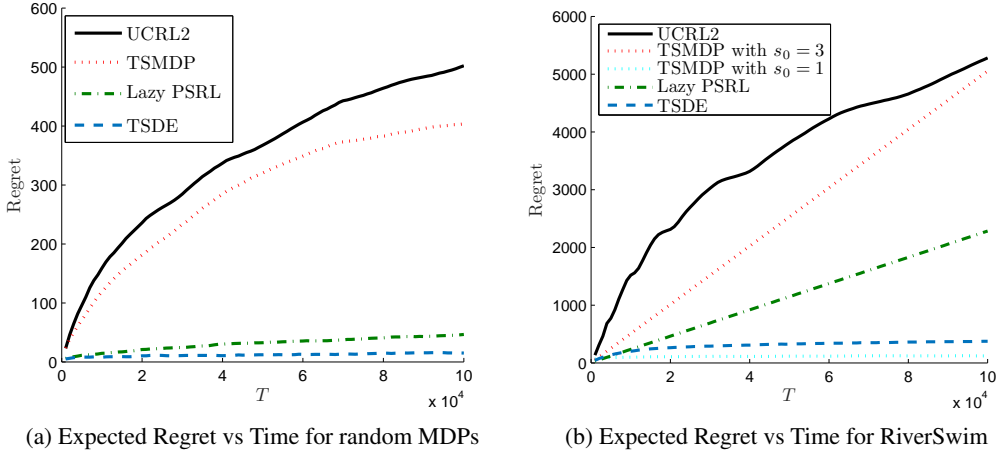 600
500
400
300
200
100
0
Regret
UCRL2
TSMDP
Lazy PSRL
TSDE
0 2 4 6 8 10
T
x 10^4
(a) Expected Regret vs Time for random MDPs
6000
5000
4000
3000
2000
1000
0
Regret
UCRL2
TSMDP with s_0 = 3
TSMDP with s_0 = 1
Lazy PSRL
TSDE
0 2 4 6 8 10
T
x 10^4
(b) Expected Regret vs Time for RiverSwim